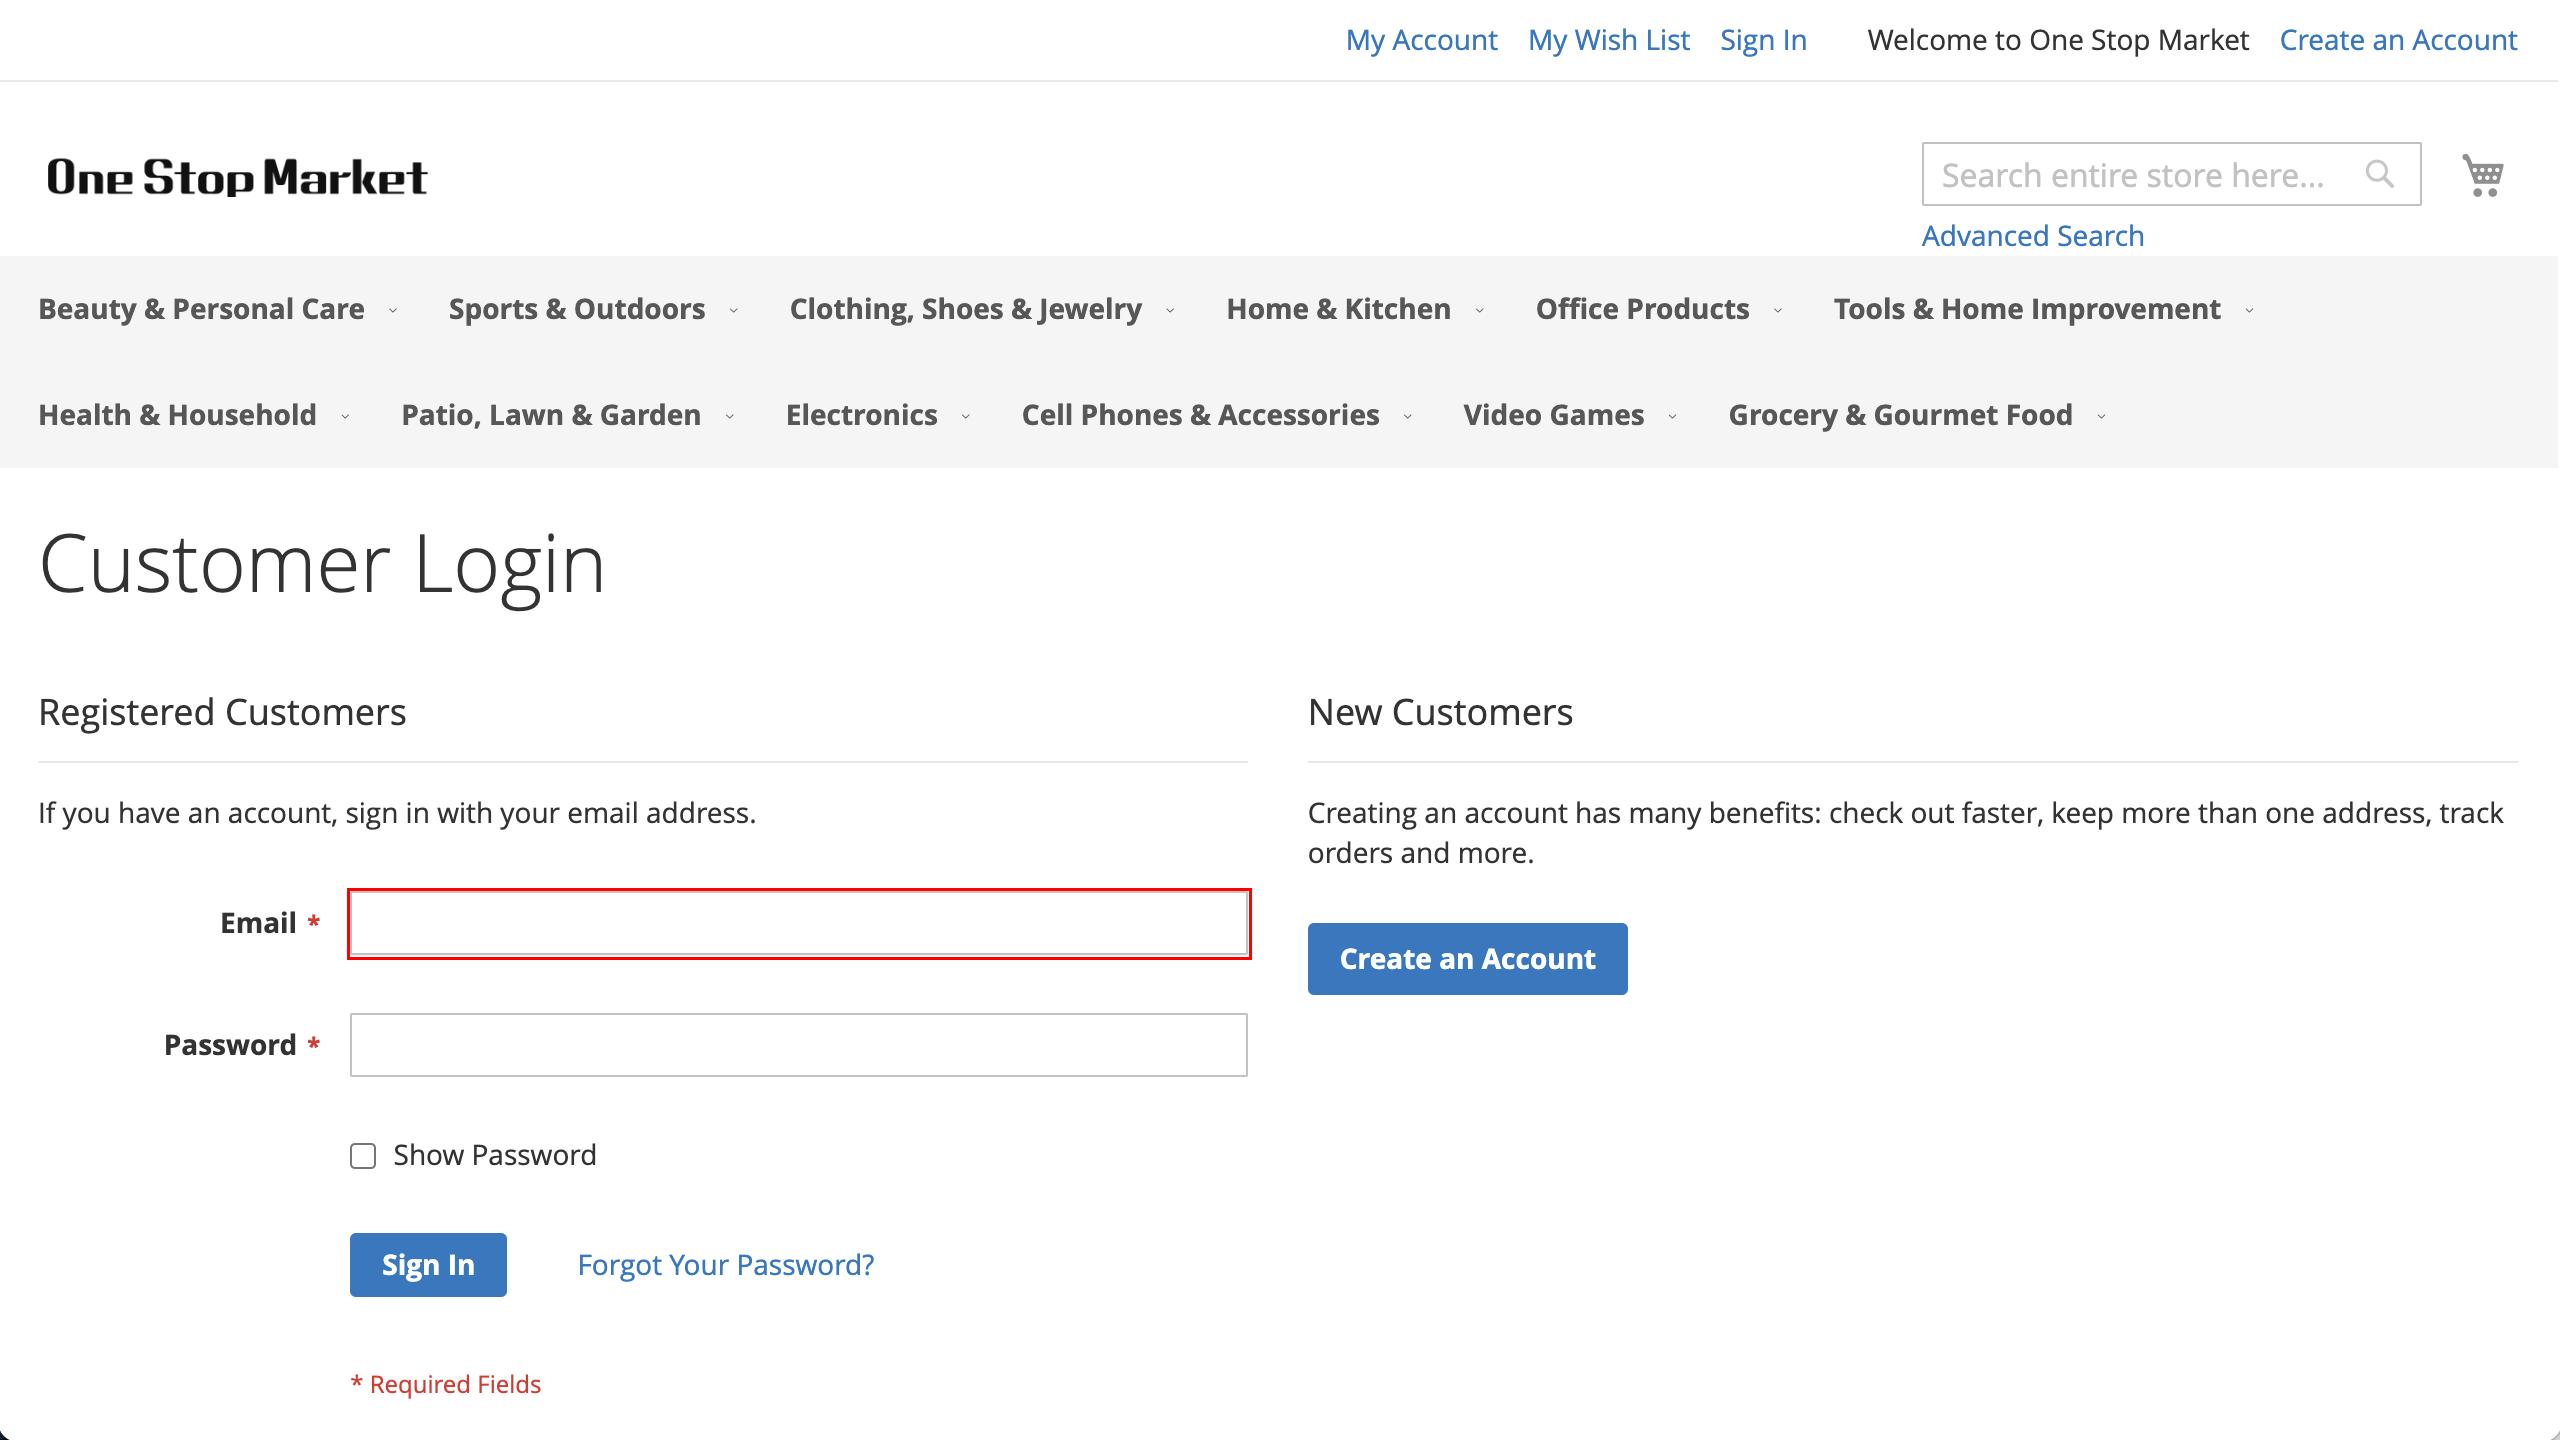 My Account My Wish List Sign In Welcome to One Stop Market Create an Account
One Stop Market
Search entire store here...
Advanced Search
Beauty & Personal Care Sports & Outdoors Clothing, Shoes & Jewelry Home & Kitchen Office Products Tools & Home Improvement
Health & Household Patio, Lawn & Garden Electronics Cell Phones & Accessories Video Games Grocery & Gourmet Food
Customer Login
Registered Customers
If you have an account, sign in with your email address.
Email *
Password *
Show Password
Sign In Forgot Your Password?
* Required Fields
New Customers
Creating an account has many benefits: check out faster, keep more than one address, track
orders and more.
Create an Account